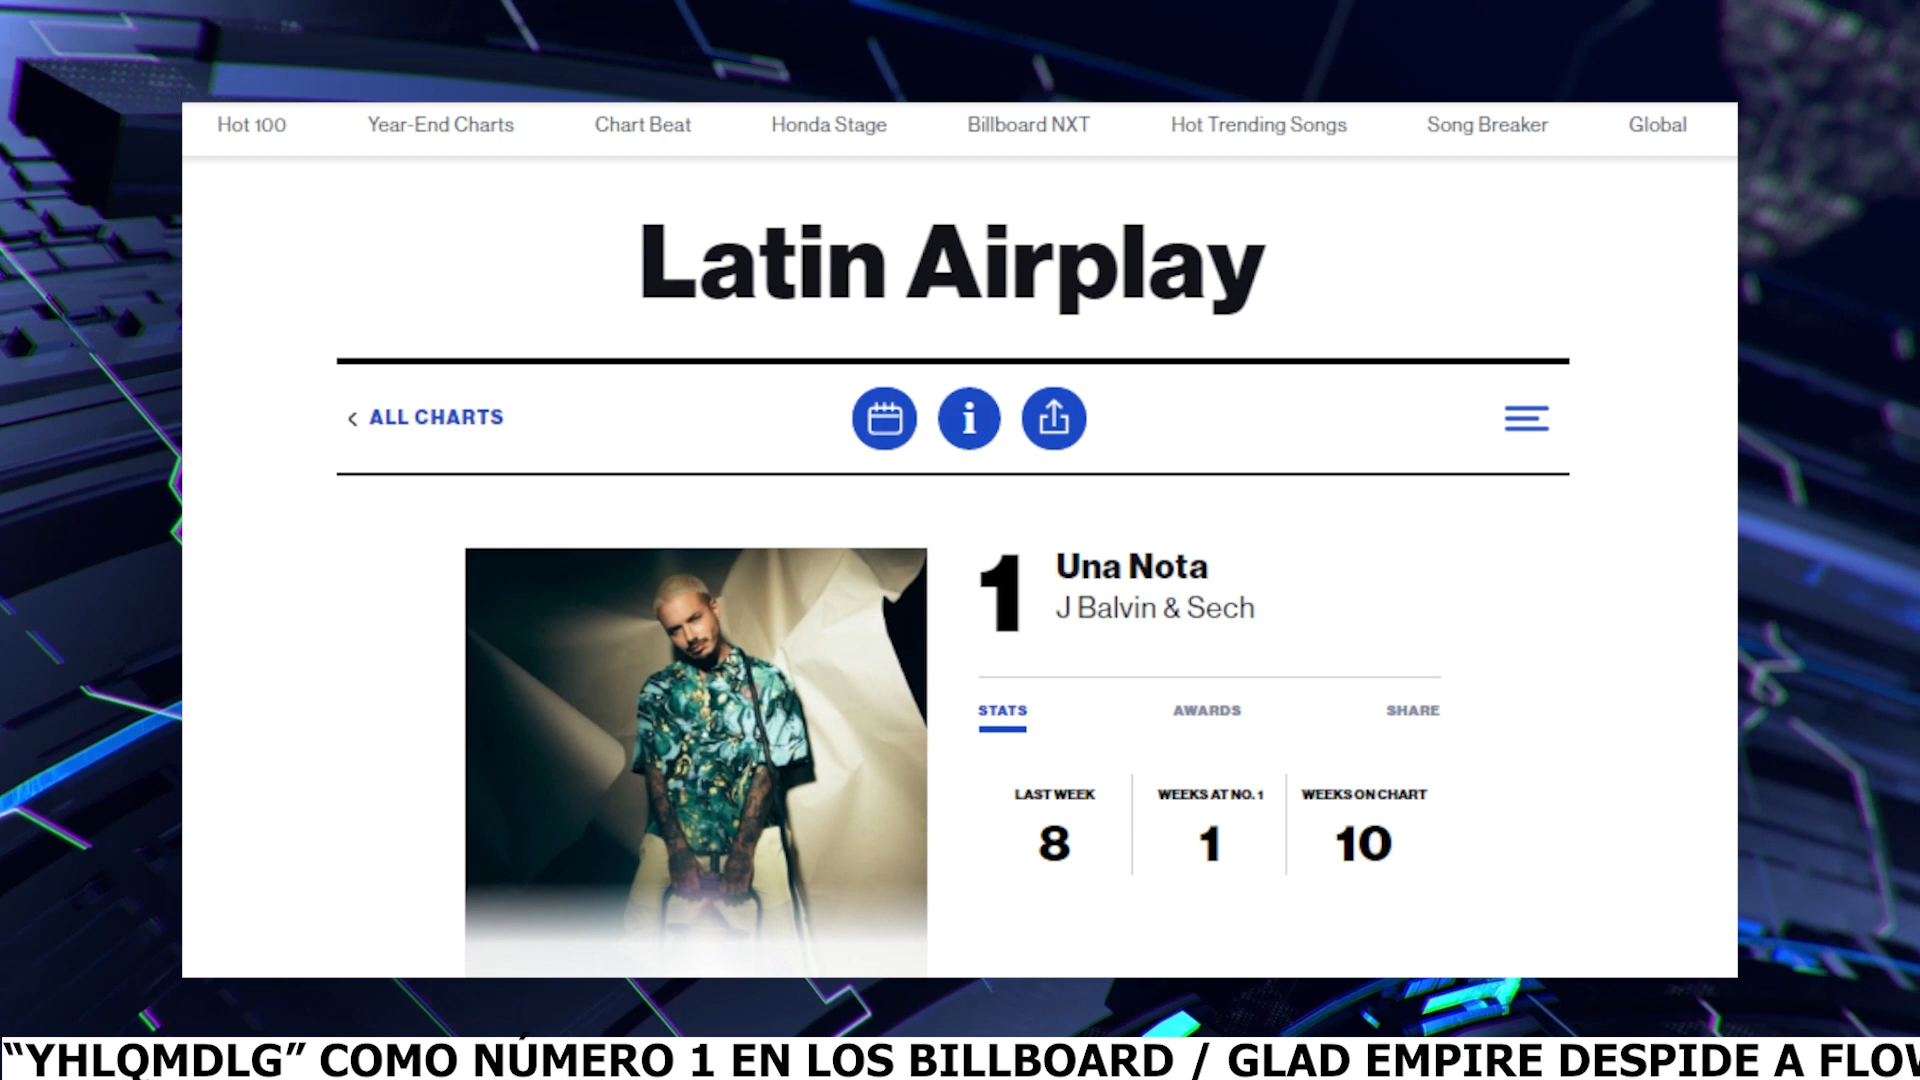 Hot 100 Year-End Charts Chart Beat Honda Stage Billboard NXT Hot Trending Songs Song Breaker Global
Latin Airplay
ALL CHARTS
1 Una Nota
J Balvin & Sech
STATS AWARDS SHARE
LAST WEEK WEEKS AT NO. 1 WEEKS ON CHART
8 1 10
“YHLQMDLG” COMO NÚMERO 1 EN LOS BILLBOARD / GLAD EMPIRE DESPIDE A